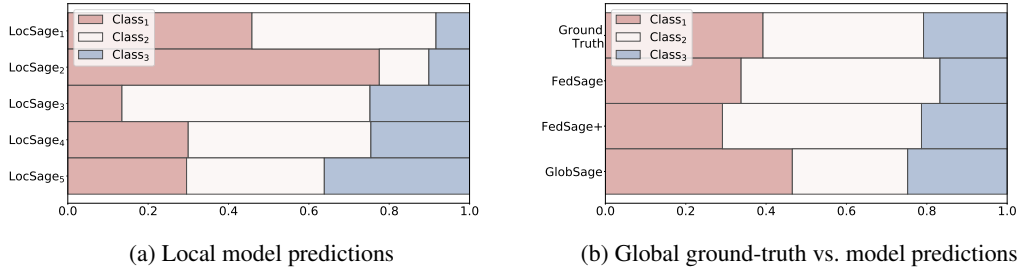 Class₁
Class₂
Class₃
LocSage₁
LocSage₂
LocSage₃
LocSage₄
LocSage₅
0.0 0.2 0.4 0.6 0.8 1.0
(a) Local model predictions
Class₁
Class₂
Class₃
Ground
Truth
FedSage
FedSage+
GlobSage
0.0 0.2 0.4 0.6 0.8 1.0
(b) Global ground-truth vs. model predictions